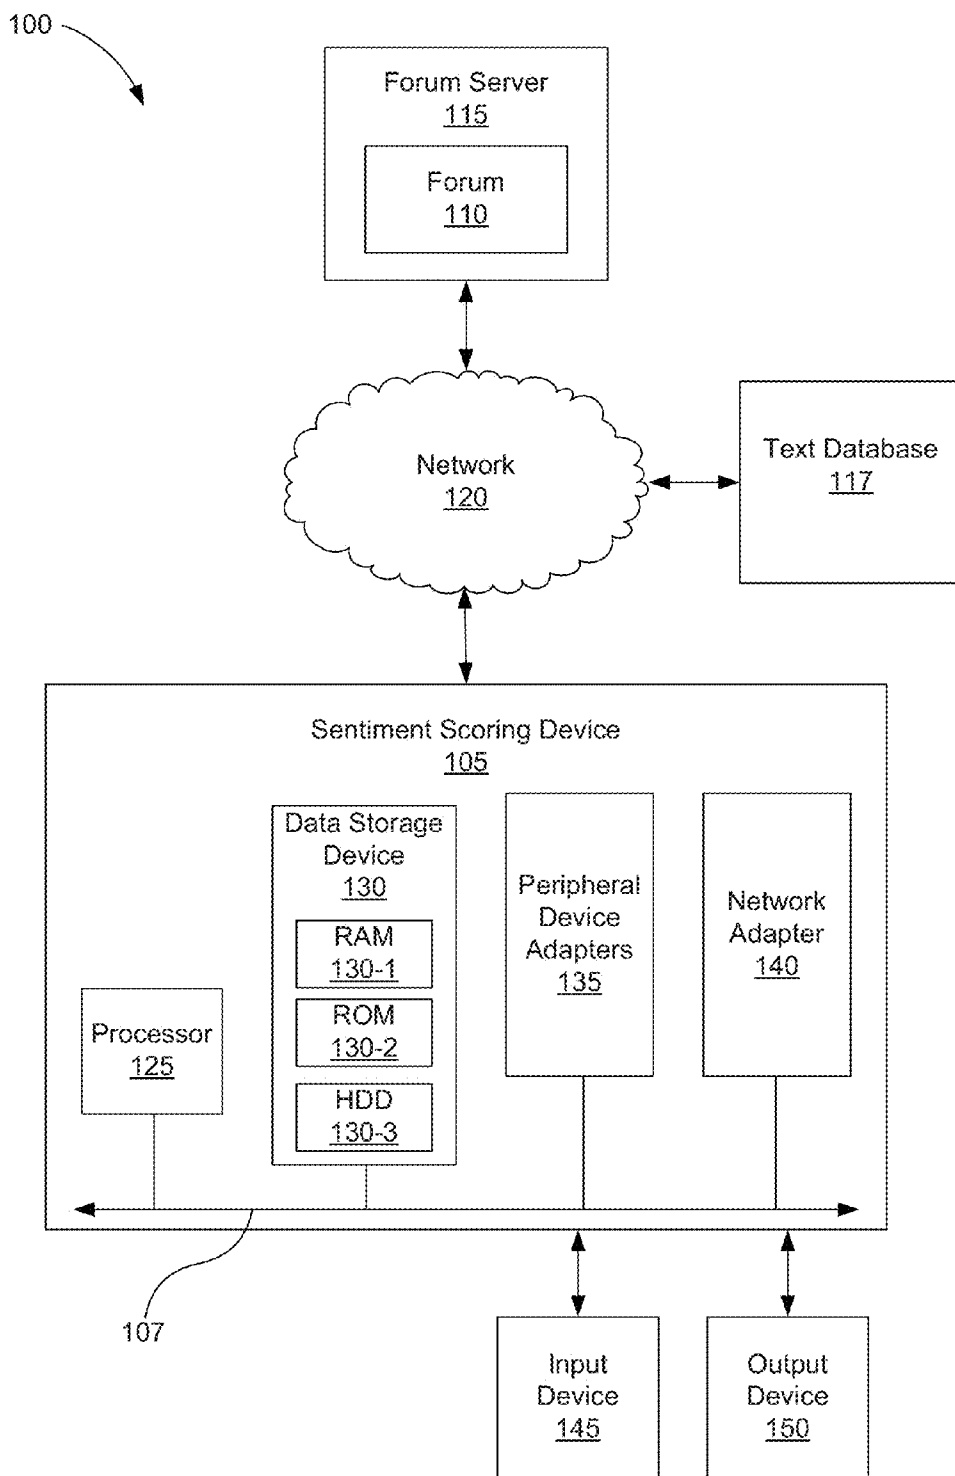 100
Forum Server
115
Forum
110
Network
120
Text Database
117
Sentiment Scoring Device
105
Data Storage
Device
130
RAM
130-1
ROM
130-2
HDD
130-3
Peripheral
Device
Adapters
135
Network
Adapter
140
Processor
125
107
Input
Device
145
Output
Device
150